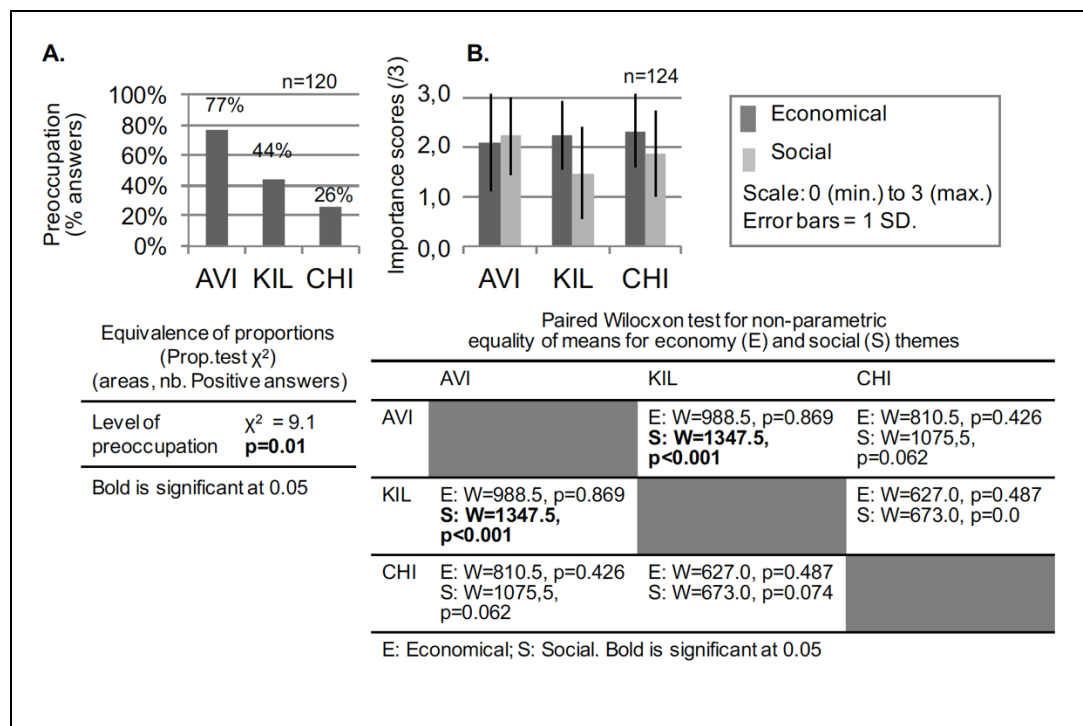 A.
Preoccupation
(% answers)
n=120
100%
80%
60%
40%
20%
0%
77%
44%
26%
AVI KIL CHI
B.
Importance scores (/3)
n=124
3,0
2,0
1,0
0,0
AVI KIL CHI
Economical
Social
Scale: 0 (min.) to 3 (max.)
Error bars = 1 SD.
Equivalence of proportions
(Prop.test χ²)
(areas, nb. Positive answers)
Level of preoccupation χ² = 9.1 p=0.01
Bold is significant at 0.05
Paired Wilocxon test for non-parametric
equality of means for economy (E) and social (S) themes
AVI KIL CHI
AVI
E: W=988.5, p=0.869
S: W=1347.5,
p<0.001
E: W=810.5, p=0.426
S: W=1075,5,
p=0.062
KIL
E: W=988.5, p=0.869
S: W=1347.5,
p<0.001
E: W=627.0, p=0.487
S: W=673.0, p=0.0
CHI
E: W=810.5, p=0.426
S: W=1075,5,
p=0.062
E: W=627.0, p=0.487
S: W=673.0, p=0.074
E: Economical; S: Social. Bold is significant at 0.05